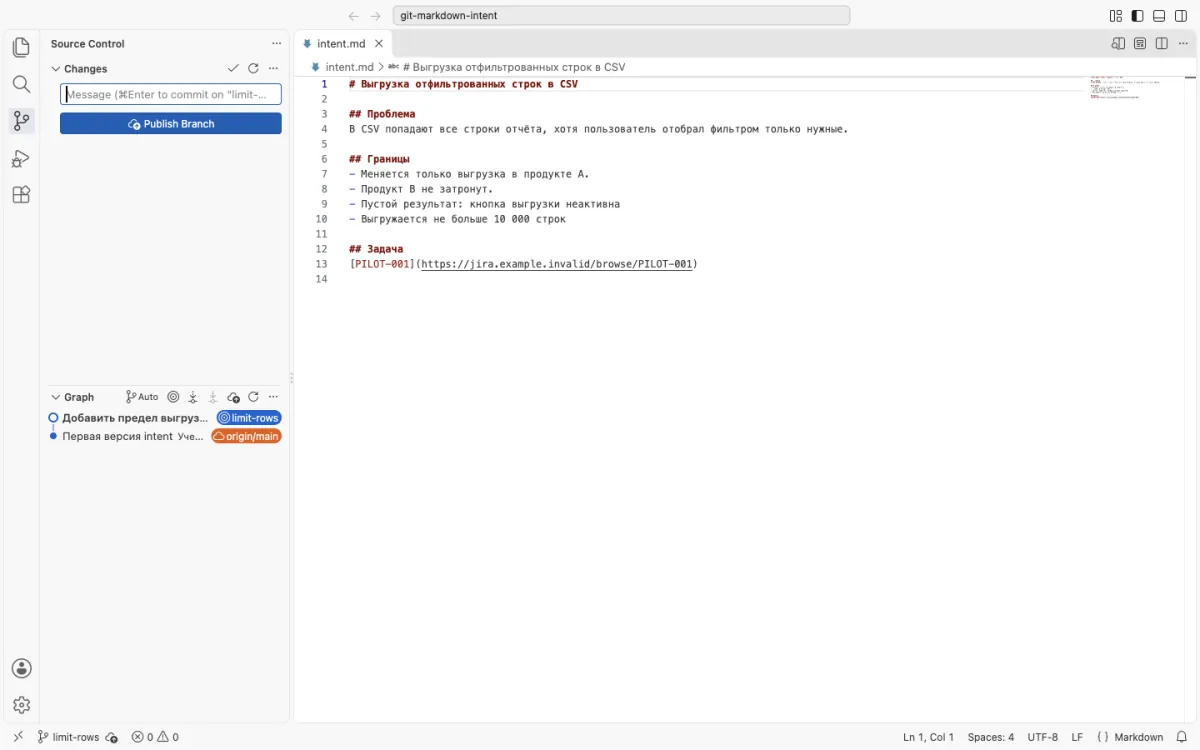 git-markdown-intent
Source Control
Changes
Message (⌘Enter to commit on "limit-...
Publish Branch
Graph
Auto
Добавить предел выгруз...
limit-rows
Первая версия intent Уче...
origin/main
intent.md
intent.md > abc # Выгрузка отфильтрованных строк в CSV
1 # Выгрузка отфильтрованных строк в CSV
2
3 ## Проблема
4 В CSV попадают все строки отчёта, хотя пользователь отобрал фильтром только нужные.
5
6 ## Границы
7 - Меняется только выгрузка в продукте A.
8 - Продукт B не затронут.
9 - Пустой результат: кнопка выгрузки неактивна
10 - Выгружается не больше 10 000 строк
11
12 ## Задача
13 [PILOT-001](https://jira.example.invalid/browse/PILOT-001)
14
limit-rows
0
0
Ln 1, Col 1
Spaces: 4
UTF-8
LF
{ } Markdown